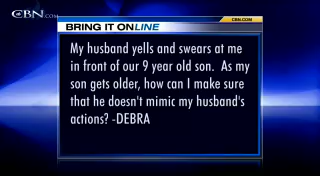 CBN.COM
CBN.COM
BRING IT ONLINE
My husband yells and swears at me
in front of our 9 year old son.  As my
son gets older, how can I make sure
that he doesn't mimic my husband's
actions? -DEBRA